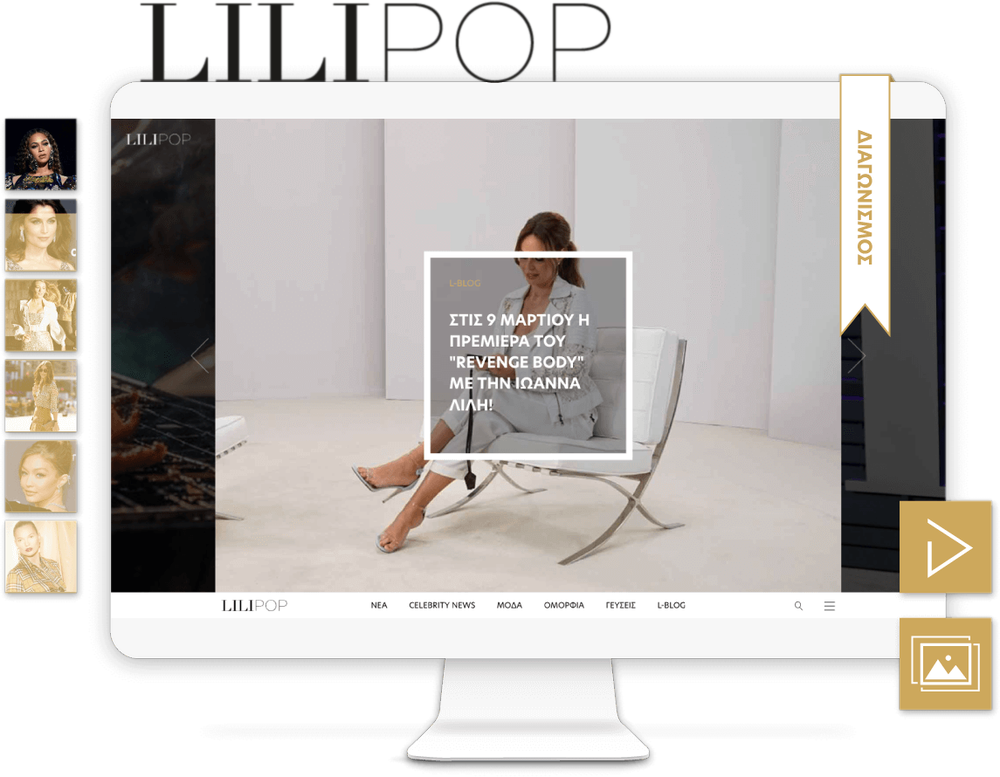 LILIPOP
LILIPOP
ΔΙΑΓΩΝΙΣΜΟΣ
L-BLOG
ΣΤΙΣ 9 ΜΑΡΤΙΟΥ Η
ΠΡΕΜΙΕΡΑ ΤΟΥ
"REVENGE BODY"
ΜΕ ΤΗΝ ΙΩΑΝΝΑ
ΛΙΛΗ!
LILIPOP
ΝΕΑ CELEBRITY NEWS ΜΟΔΑ ΟΜΟΡΦΙΑ ΓΕΥΣΕΙΣ L-BLOG